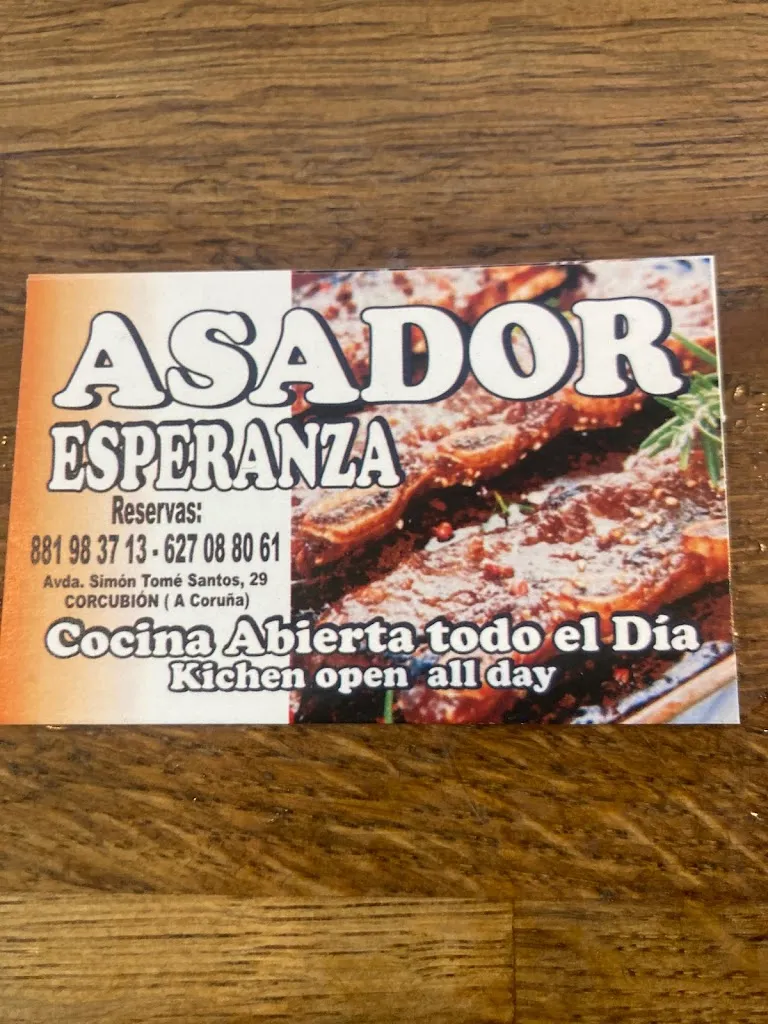 ASADOR
ESPERANZA
Reservas:
881 98 37 13 - 627 08 80 61
Avda. Simón Tomé Santos, 29
CORCUBIÓN ( A Coruña)
Cocina Abierta todo el Día
Kichen open all day